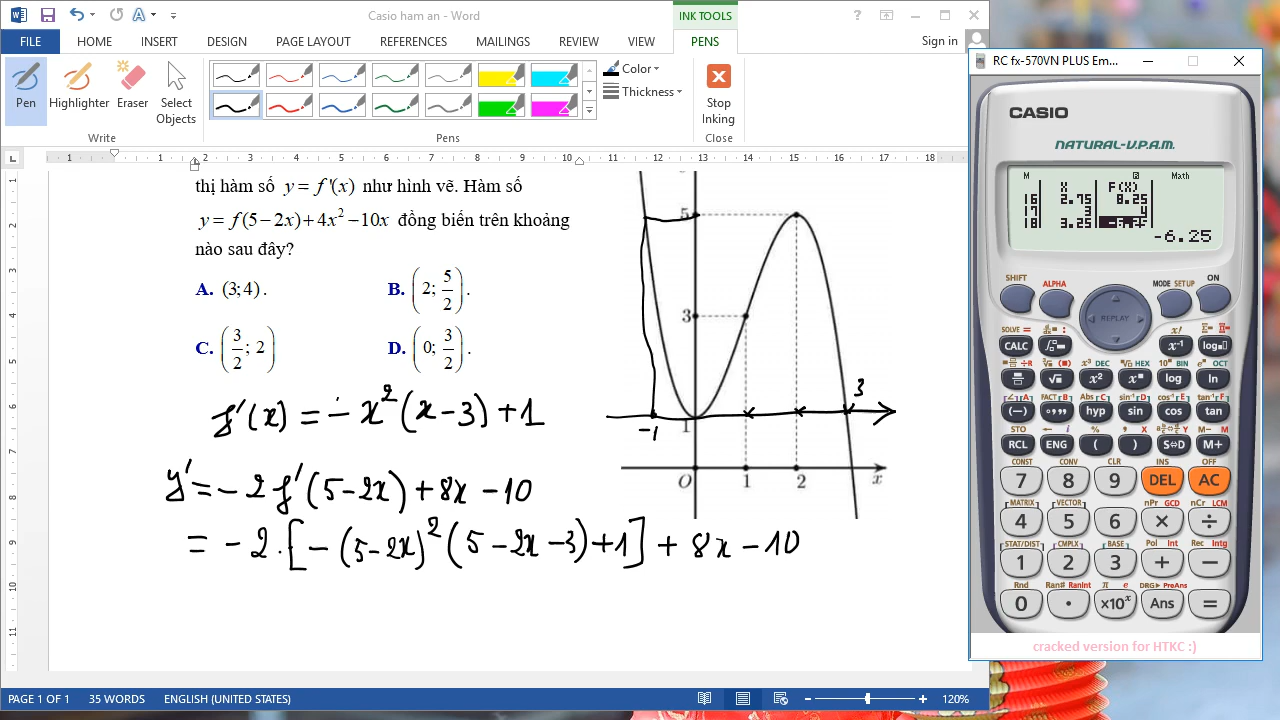 Casio ham an - Word
INK TOOLS
FILE HOME INSERT DESIGN PAGE LAYOUT REFERENCES MAILINGS REVIEW VIEW PENS Sign in
Pen Highlighter Eraser Select Objects
Color
Thickness
Stop Inking
Write Pens Close
thị hàm số y = f'(x) như hình vẽ. Hàm số
y = f(5 − 2x) + 4x² − 10x đồng biến trên khoảng
nào sau đây?
A. (3;4). B. (2; 5/2).
C. (3/2; 2) D. (0; 3/2).
f'(x) = − x²(x − 3) + 1
y' = − 2 f'(5 − 2x) + 8x − 10
= − 2 . [− (5 − 2x)² (5 − 2x − 3) + 1] + 8x − 10
5
3
3
−1
1
O 1 2 x
PAGE 1 OF 1 35 WORDS ENGLISH (UNITED STATES) 120%
RC fx-570VN PLUS Em...
CASIO
NATURAL-V.P.A.M.
M Math
X F(X)
16 2.75 8.25
17 3 4
18 3.25
-6.25
SHIFT ALPHA MODE SETUP ON
REPLAY
CALC x⁻¹ log
√ x² log ln
(−) hyp sin cos tan
RCL ENG ( ) S⇔D M+
7 8 9 DEL AC
4 5 6 × ÷
1 2 3 + −
0 . ×10ˣ Ans =
cracked version for HTKC :)